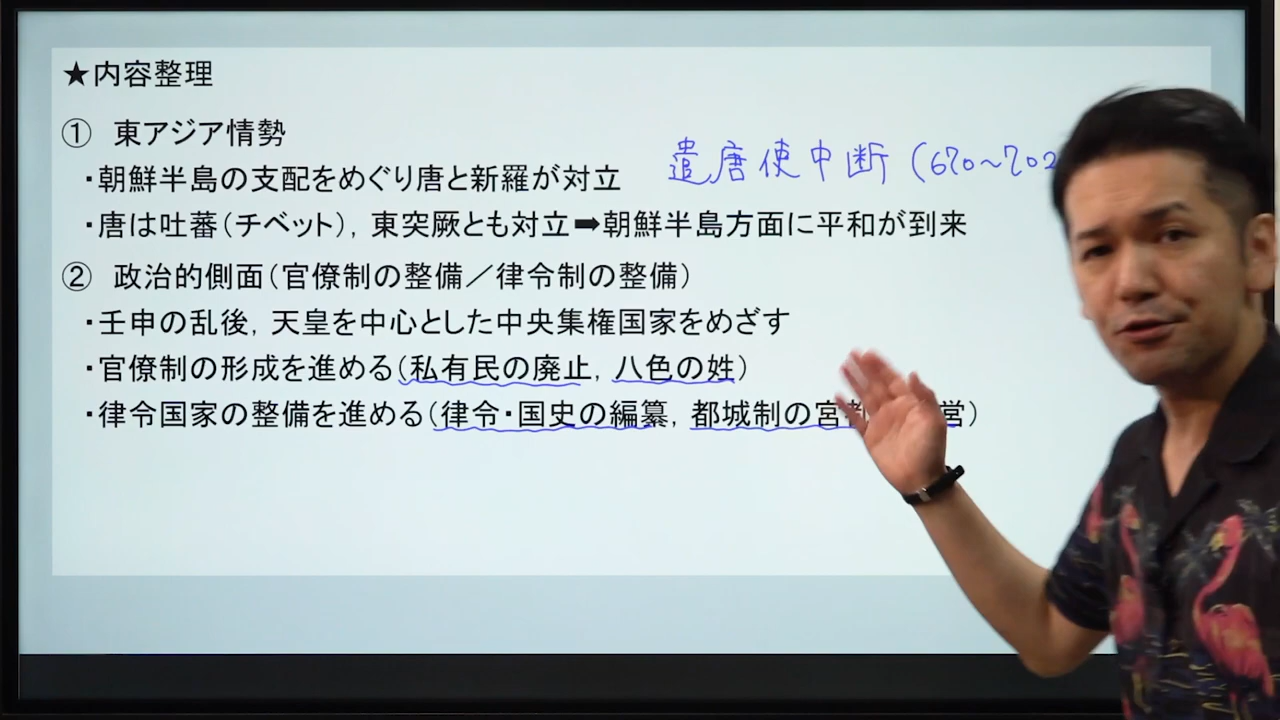 ★内容整理
① 東アジア情勢
・朝鮮半島の支配をめぐり唐と新羅が対立
遣唐使中断（670～702
・唐は吐蕃（チベット），東突厥とも対立➡朝鮮半島方面に平和が到来
② 政治的側面（官僚制の整備／律令制の整備）
・壬申の乱後，天皇を中心とした中央集権国家をめざす
・官僚制の形成を進める（私有民の廃止，八色の姓）
・律令国家の整備を進める（律令・国史の編纂，都城制の宮 営）